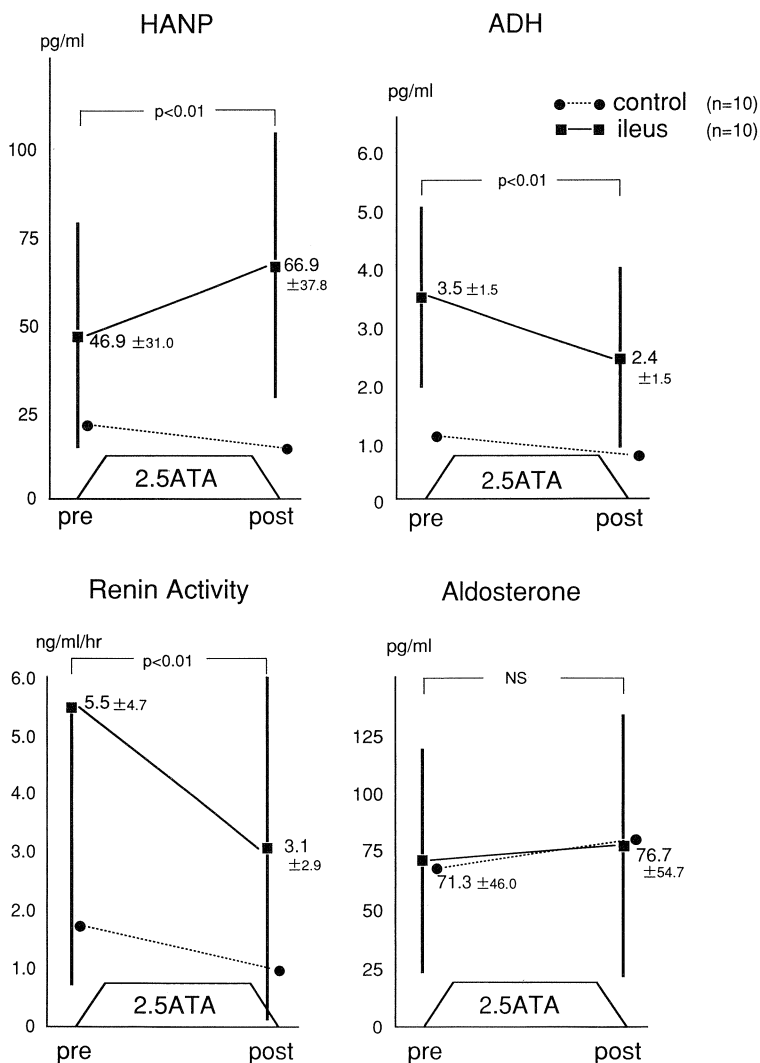 HANP
pg/ml
p<0.01
100
75
50
25
0
66.9
±37.8
46.9 ±31.0
2.5ATA
pre post
ADH
pg/ml
control (n=10)
ileus (n=10)
6.0
5.0
4.0
3.0
2.0
1.0
0
p<0.01
3.5 ±1.5
2.4
±1.5
2.5ATA
pre post
Renin Activity
ng/ml/hr
p<0.01
6.0
5.0
4.0
3.0
2.0
1.0
0
5.5 ±4.7
3.1
±2.9
2.5ATA
pre post
Aldosterone
pg/ml
NS
125
100
75
50
25
0
76.7
±54.7
71.3 ±46.0
2.5ATA
pre post